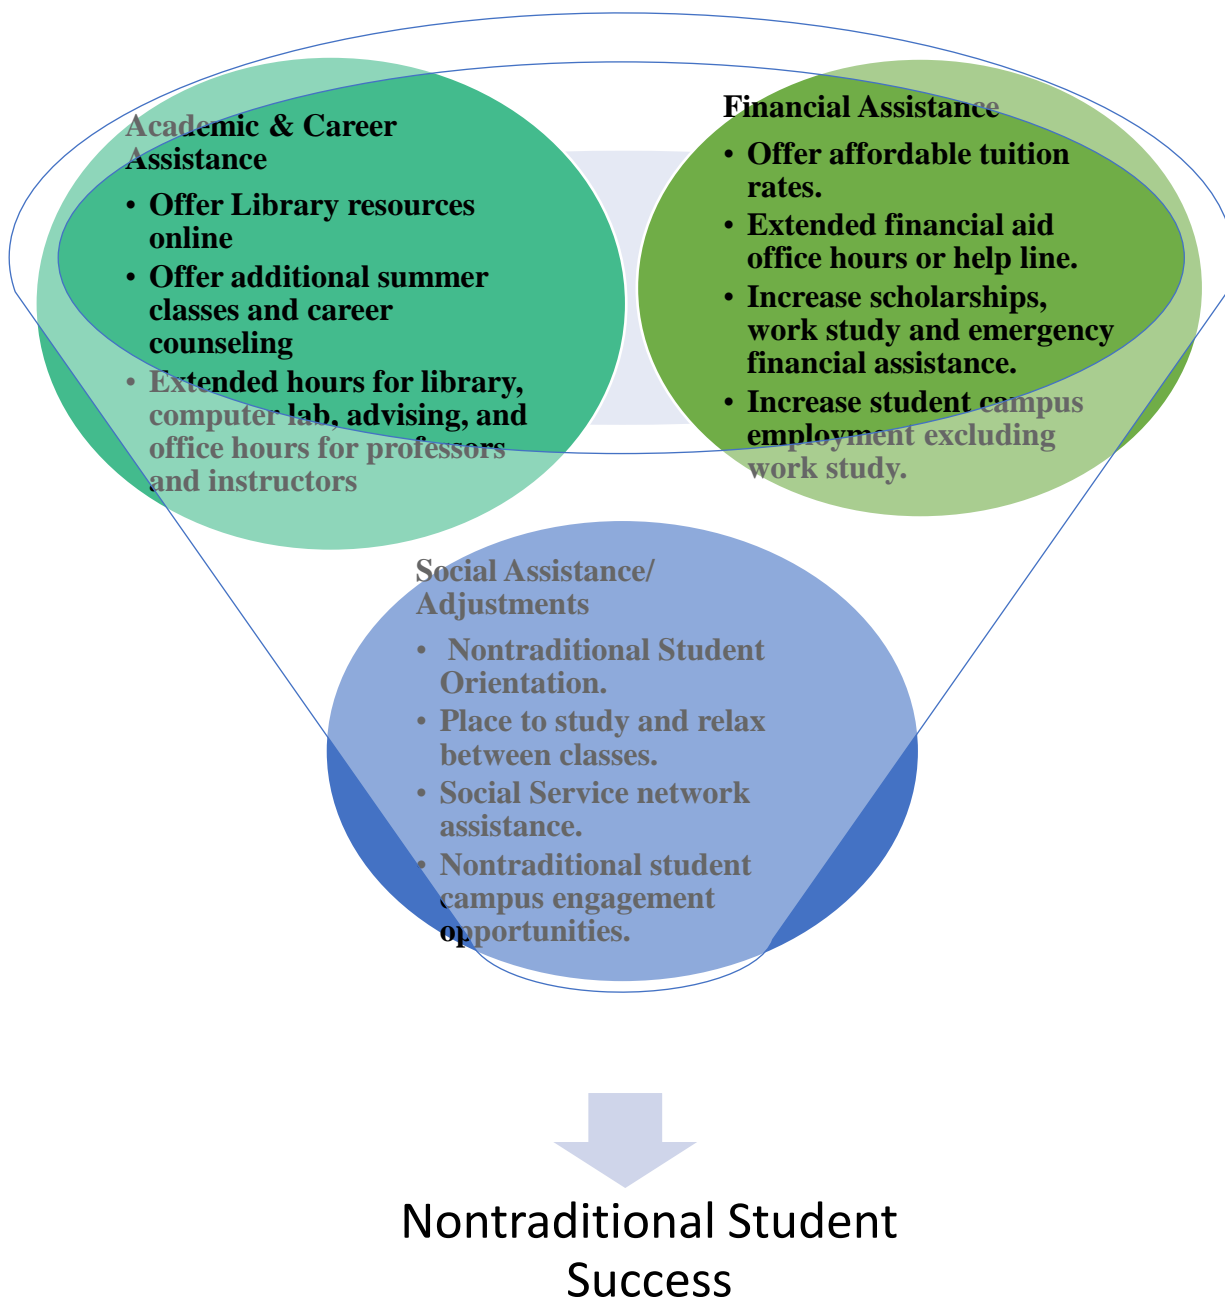 Academic & Career
Assistance
• Offer Library resources
online
• Offer additional summer
classes and career
counseling
• Extended hours for library,
computer lab, advising, and
office hours for professors
and instructors
Financial Assistance
• Offer affordable tuition
rates.
• Extended financial aid
office hours or help line.
• Increase scholarships,
work study and emergency
financial assistance.
• Increase student campus
employment excluding
work study.
Social Assistance/
Adjustments
• Nontraditional Student
Orientation.
• Place to study and relax
between classes.
• Social Service network
assistance.
• Nontraditional student
campus engagement
opportunities.
Nontraditional Student
Success